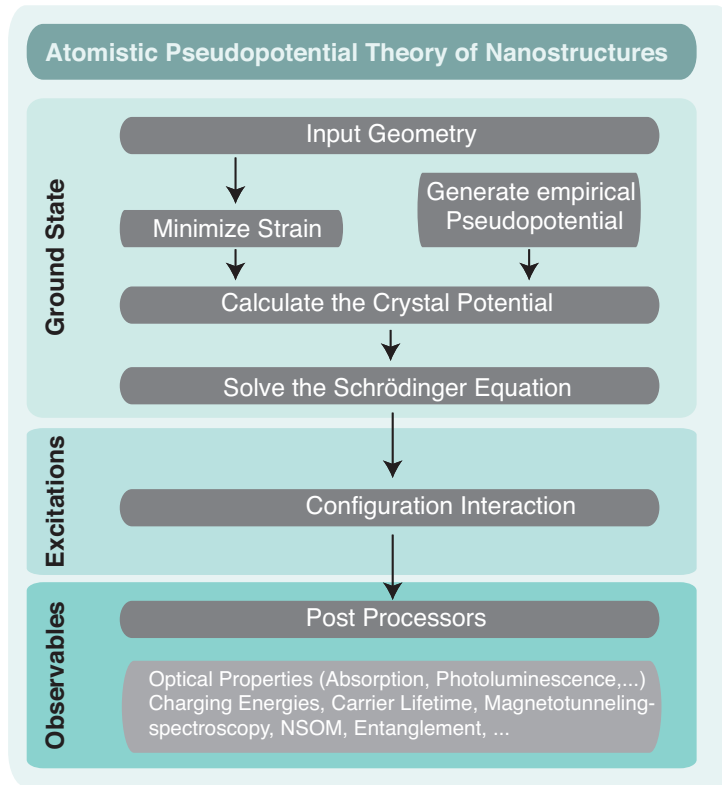 Atomistic Pseudopotential Theory of Nanostructures
Ground State
Input Geometry
Generate empirical
Pseudopotential
Minimize Strain
Calculate the Crystal Potential
Solve the Schrödinger Equation
Excitations
Configuration Interaction
Observables
Post Processors
Optical Properties (Absorption, Photoluminescence,...)
Charging Energies, Carrier Lifetime, Magnetotunneling-
spectroscopy, NSOM, Entanglement, ...